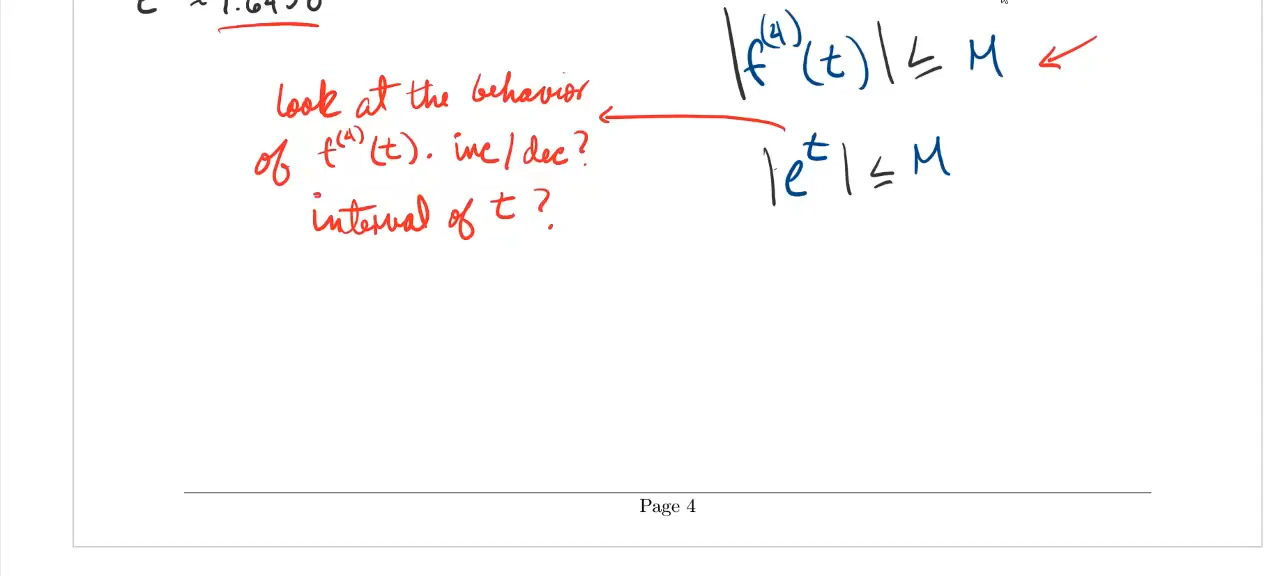 |f^(4)(t)| ≤ M
look at the behavior
of f^(4)(t). inc/dec?
interval of t?
|e^t| ≤ M
Page 4